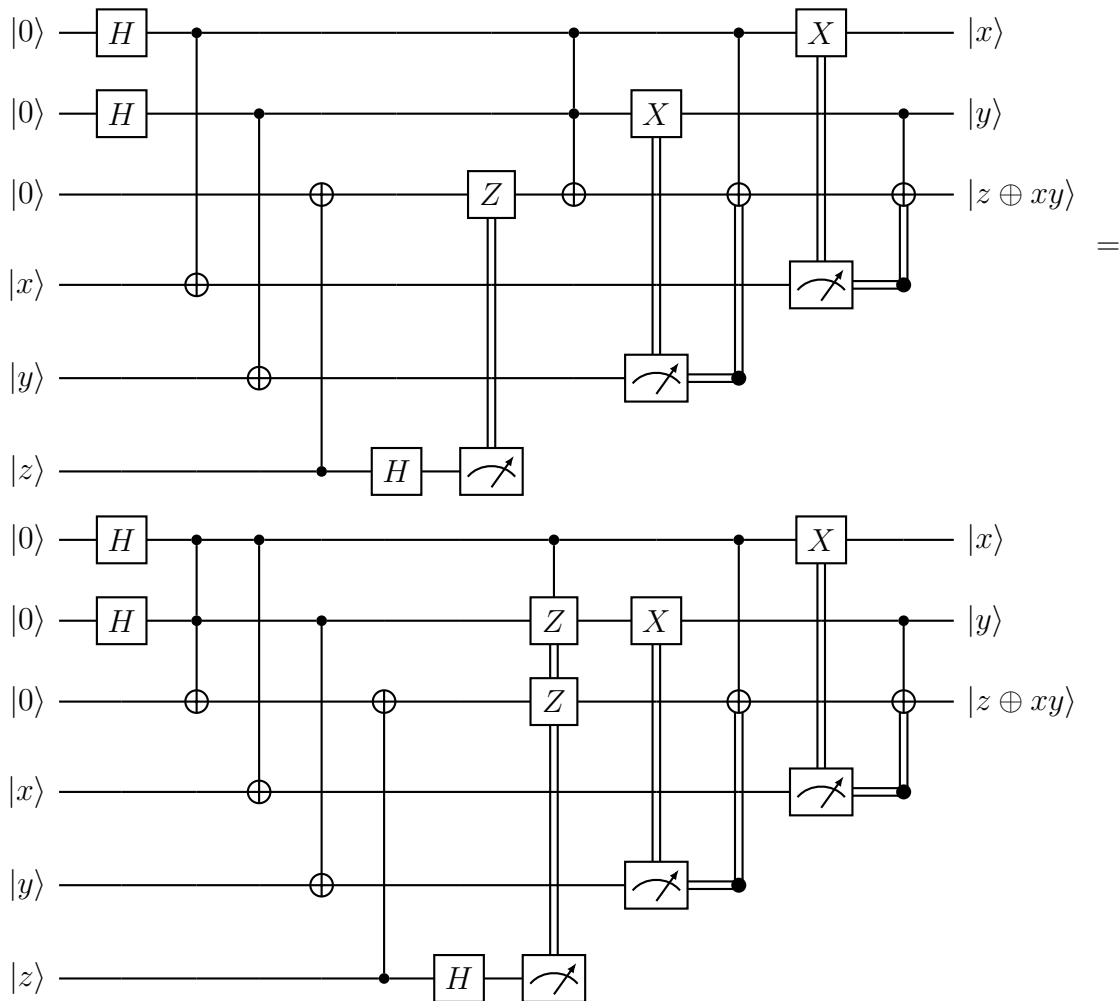 |0⟩ H X |x⟩
|0⟩ H X |y⟩
|0⟩ Z |z ⊕ xy⟩
=
|x⟩
|y⟩
|z⟩ H
|0⟩ H X |x⟩
|0⟩ H Z X |y⟩
|0⟩ Z |z ⊕ xy⟩
|x⟩
|y⟩
|z⟩ H